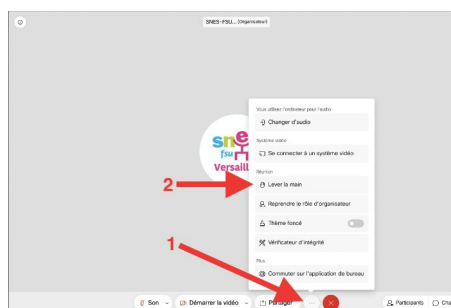 SNES-FSU... (Organisateur)
Vous utilisez l'ordinateur pour l'audio
Changer d'audio
Système vidéo
Se connecter à un système vidéo
Réunion
Lever la main
Reprendre le rôle d'organisateur
Thème foncé
Vérificateur d'intégrité
Plus
Commuter sur l'application de bureau
sne
fsu
Versaill
2
1
Son
Démarrer la vidéo
Partager
Participants
Cha